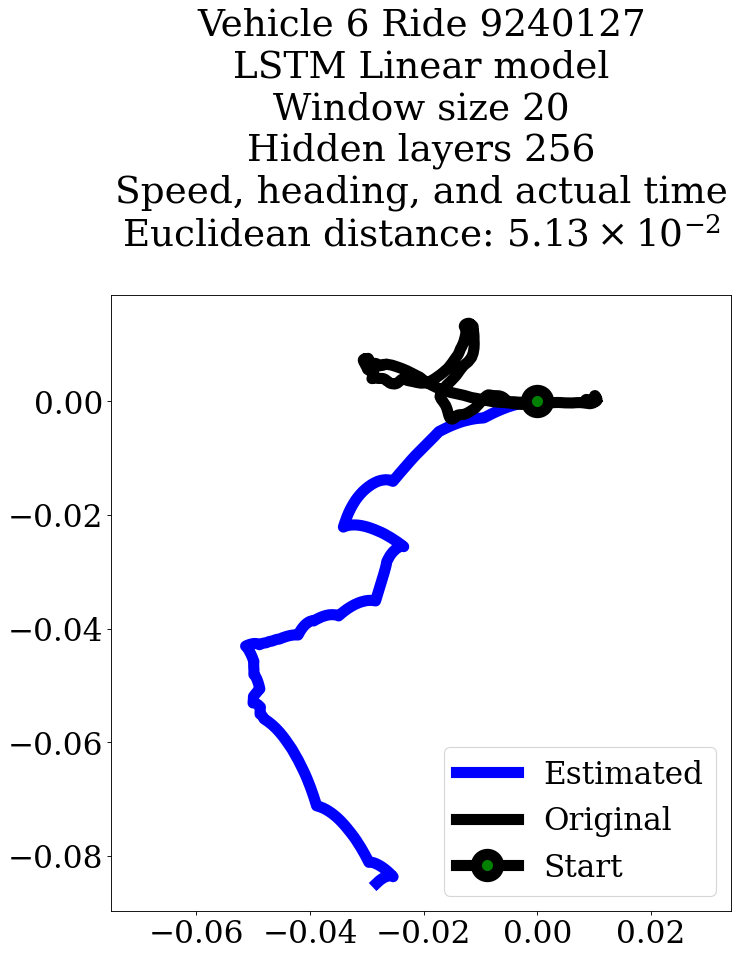 Vehicle 6 Ride 9240127
LSTM Linear model
Window size 20
Hidden layers 256
Speed, heading, and actual time
Euclidean distance: 5.13 × 10⁻²
0.00
−0.02
−0.04
−0.06
−0.08
Estimated
Original
Start
−0.06 −0.04 −0.02 0.00 0.02